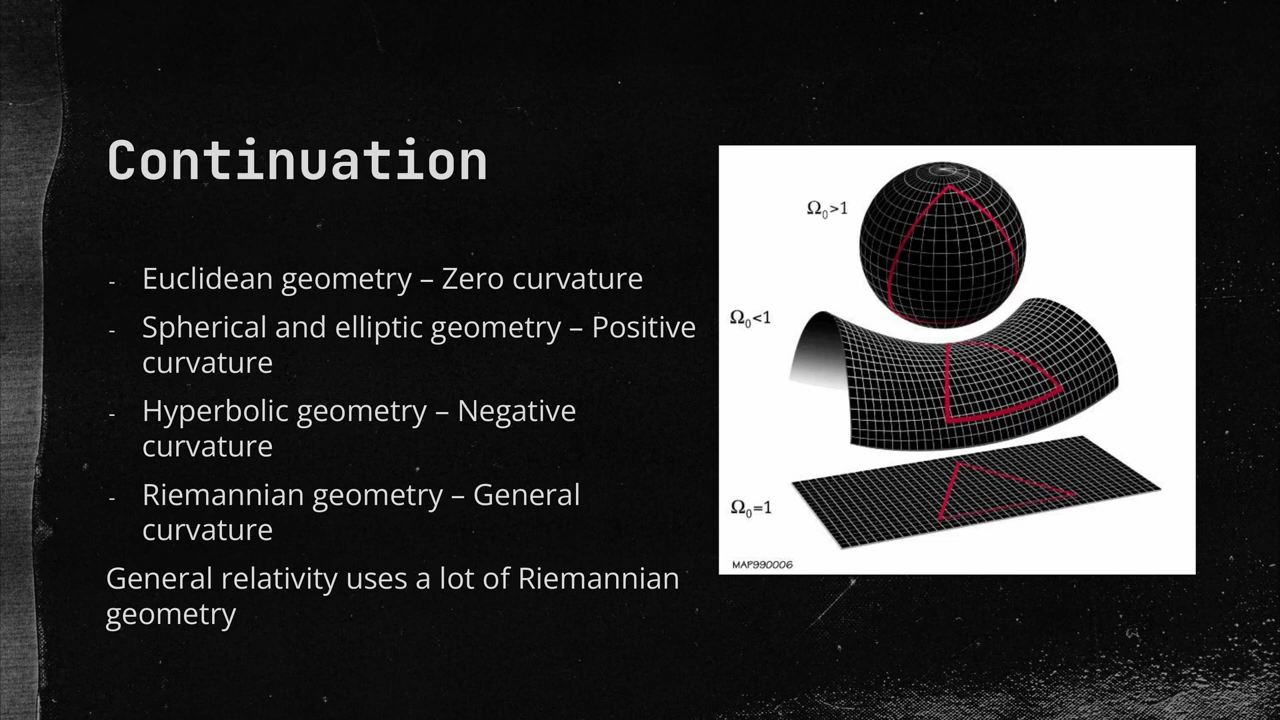 Continuation
- Euclidean geometry – Zero curvature
- Spherical and elliptic geometry – Positive
curvature
- Hyperbolic geometry – Negative
curvature
- Riemannian geometry – General
curvature
General relativity uses a lot of Riemannian
geometry
Ω₀>1
Ω₀<1
Ω₀=1
MAP990006